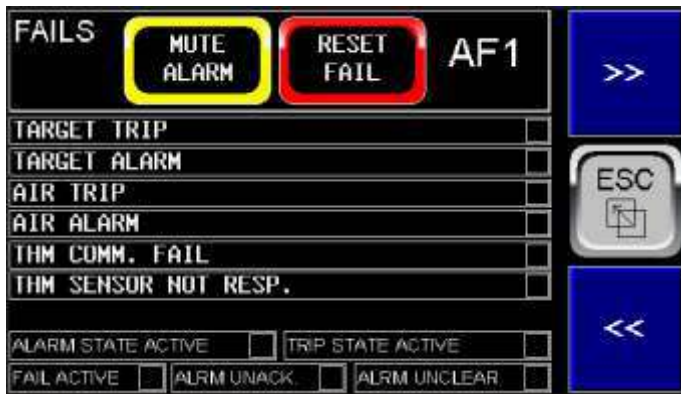 FAILS
MUTE ALARM
RESET FAIL
AF1
>>
TARGET TRIP
TARGET ALARM
AIR TRIP
AIR ALARM
THM COMM. FAIL
THM SENSOR NOT RESP.
ESC
<<
ALARM STATE ACTIVE
TRIP STATE ACTIVE
FAIL ACTIVE
ALRM UNACK.
ALRM UNCLEAR